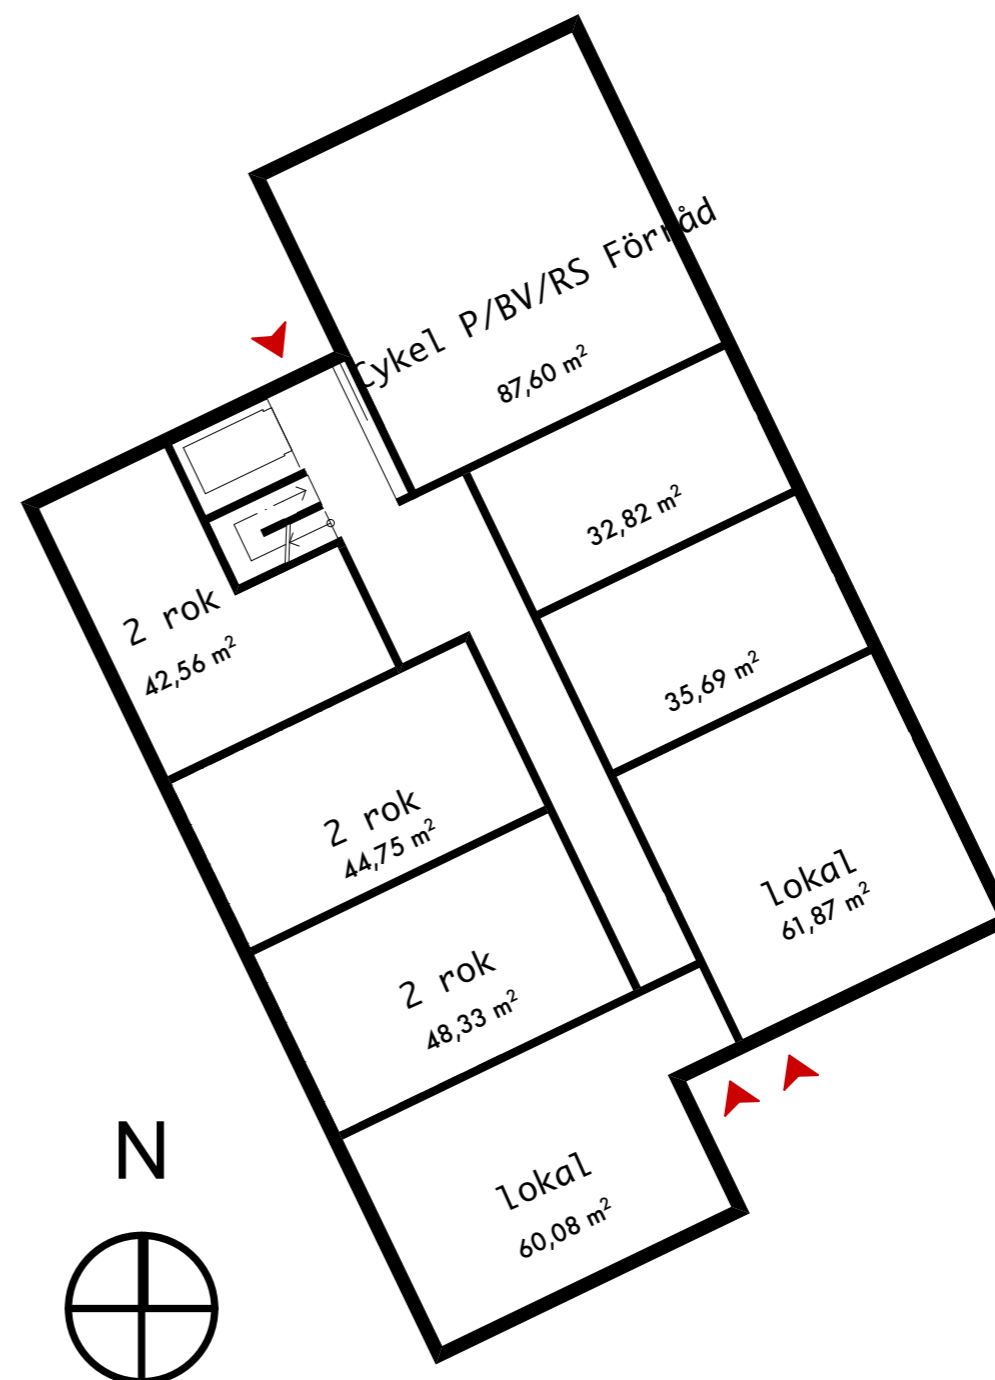 Cykel P/BV/RS Förråd
87,60 m²
32,82 m²
2 rok
42,56 m²
35,69 m²
2 rok
44,75 m²
lokal
61,87 m²
2 rok
48,33 m²
lokal
60,08 m²
N